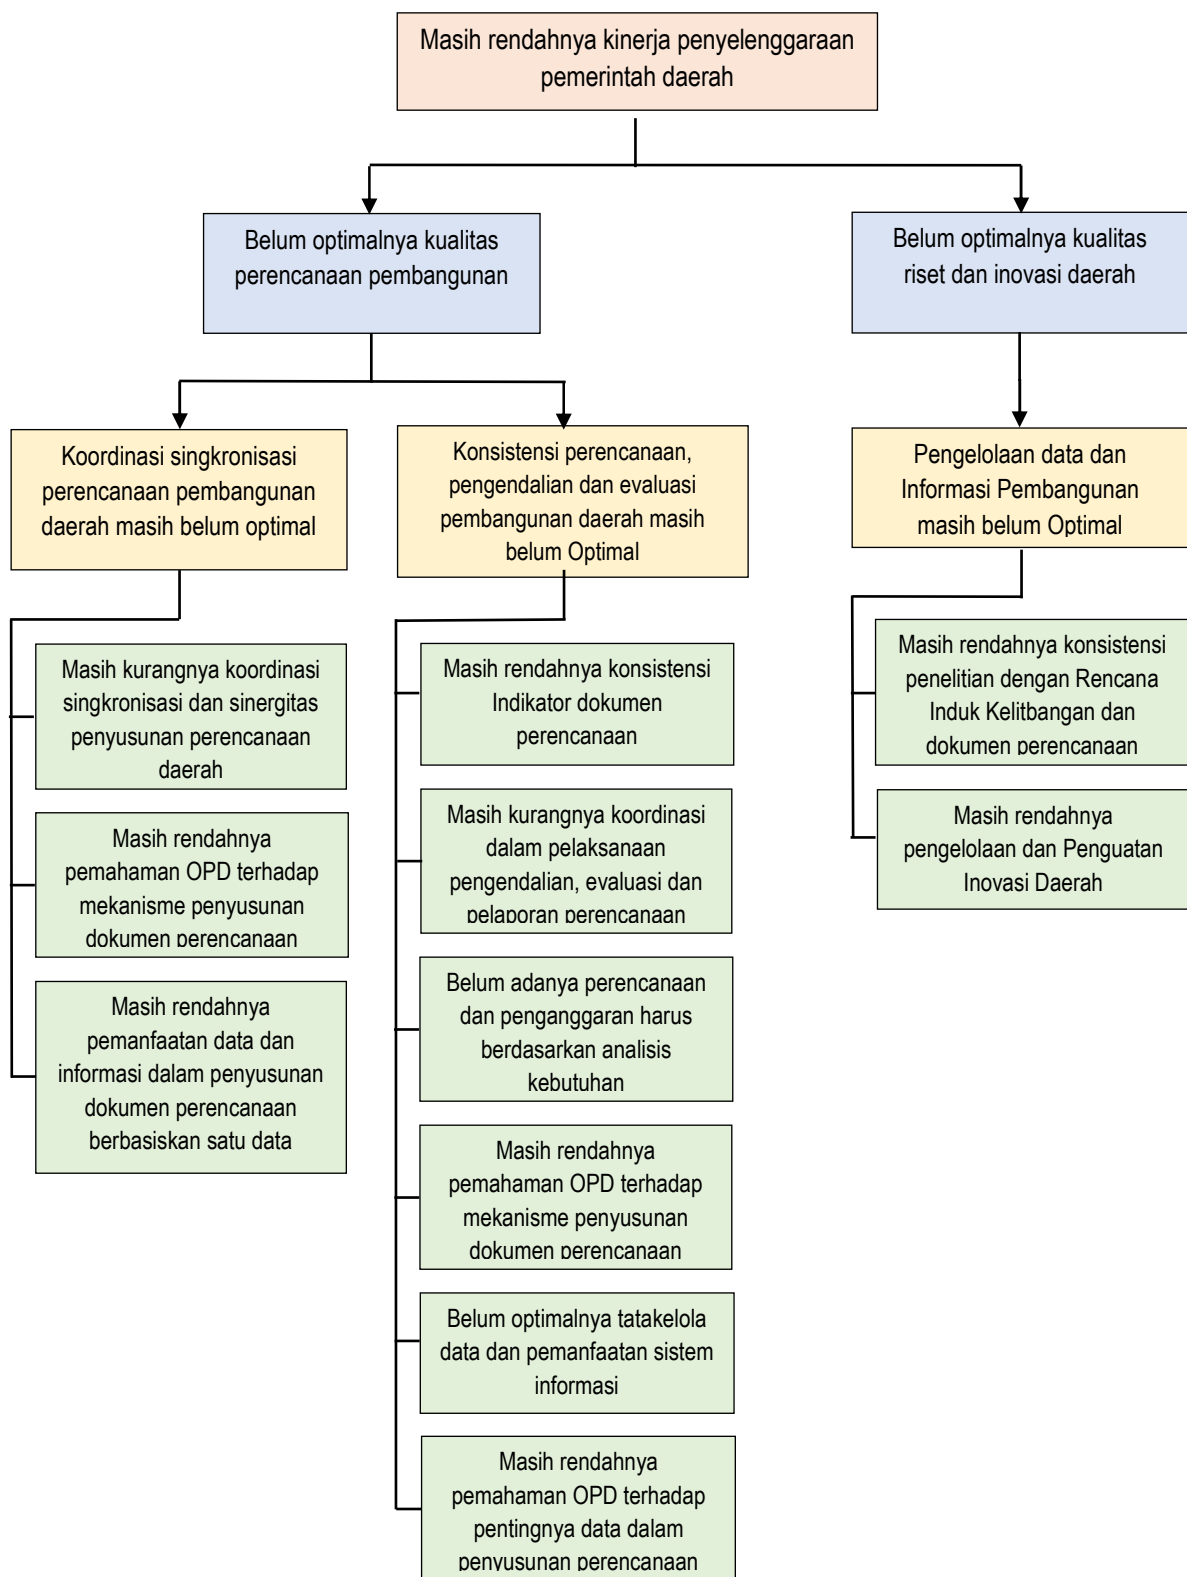 Masih rendahnya kinerja penyelenggaraan
pemerintah daerah
Belum optimalnya kualitas
perencanaan pembangunan
Belum optimalnya kualitas
riset dan inovasi daerah
Koordinasi singkronisasi
perencanaan pembangunan
daerah masih belum optimal
Konsistensi perencanaan,
pengendalian dan evaluasi
pembangunan daerah masih
belum Optimal
Pengelolaan data dan
Informasi Pembangunan
masih belum Optimal
Masih kurangnya koordinasi
singkronisasi dan sinergitas
penyusunan perencanaan
daerah
Masih rendahnya
pemahaman OPD terhadap
mekanisme penyusunan
dokumen perencanaan
Masih rendahnya
pemanfaatan data dan
informasi dalam penyusunan
dokumen perencanaan
berbasiskan satu data
Masih rendahnya konsistensi
Indikator dokumen
perencanaan
Masih kurangnya koordinasi
dalam pelaksanaan
pengendalian, evaluasi dan
pelaporan perencanaan
Belum adanya perencanaan
dan penganggaran harus
berdasarkan analisis
kebutuhan
Masih rendahnya
pemahaman OPD terhadap
mekanisme penyusunan
dokumen perencanaan
Belum optimalnya tatakelola
data dan pemanfaatan sistem
informasi
Masih rendahnya
pemahaman OPD terhadap
pentingnya data dalam
penyusunan perencanaan
Masih rendahnya konsistensi
penelitian dengan Rencana
Induk Kelitbangan dan
dokumen perencanaan
Masih rendahnya
pengelolaan dan Penguatan
Inovasi Daerah